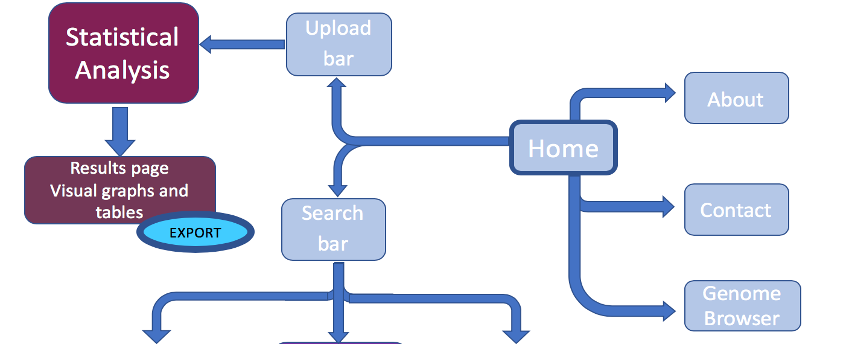 Statistical
Analysis
Upload
bar
About
Home
Results page
Visual graphs and
tables
EXPORT
Search
bar
Contact
Genome
Browser